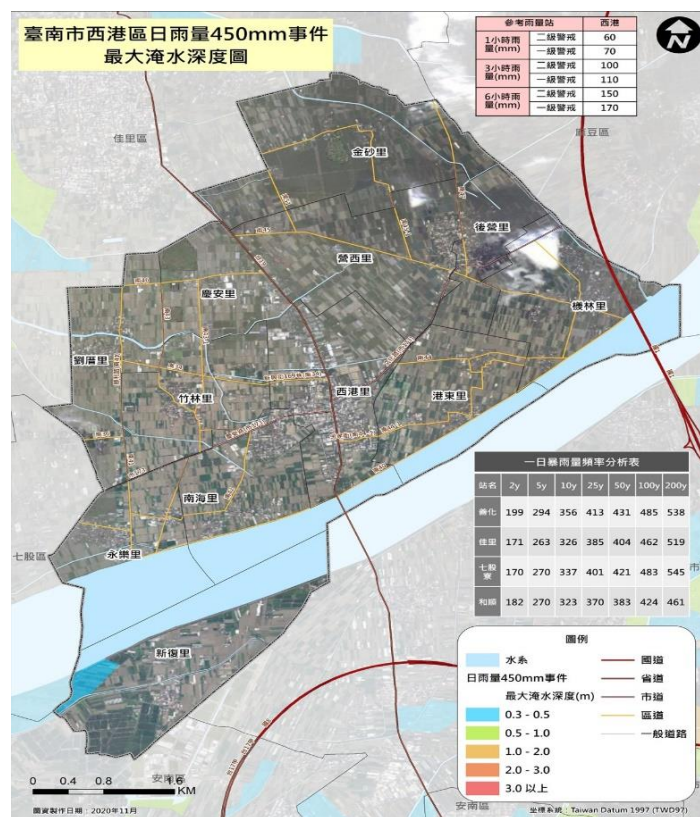 臺南市西港區日雨量450mm事件
最大淹水深度圖
參考雨量站 西港
1小時雨量(mm) 二級警戒 60
一級警戒 70
3小時雨量(mm) 二級警戒 100
一級警戒 110
6小時雨量(mm) 二級警戒 150
一級警戒 170
N
佳里區
金砂里
後營里
營西里
慶安里
檨林里
劉厝里
西港里
竹林里
港東里
南海里
七股區
永樂里
新復里
安南區
安南區
一日暴雨量頻率分析表
站名 2y 5y 10y 25y 50y 100y 200y
善化 199 294 356 413 431 485 538
佳里 171 263 326 385 404 462 519
七股寮 170 270 337 401 421 483 545
和順 182 270 323 370 383 424 461
圖例
水系
日雨量450mm事件
最大淹水深度(m)
0.3 - 0.5
0.5 - 1.0
1.0 - 2.0
2.0 - 3.0
3.0 以上
國道
省道
市道
區道
一般道路
0 0.4 0.8 1.6
KM
圖資製作日期：2020年11月
坐標系統：Taiwan Datum 1997 (TWD97)